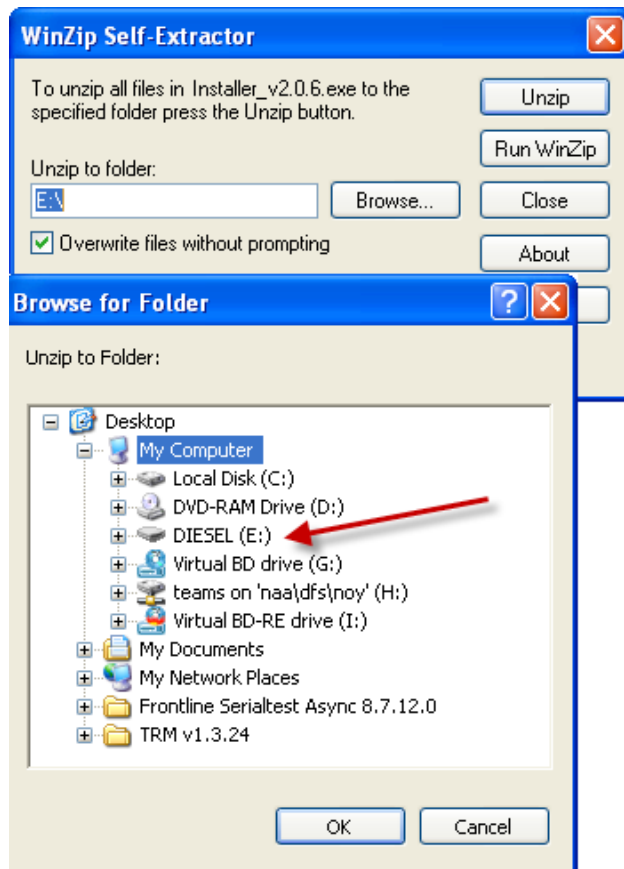 WinZip Self-Extractor
To unzip all files in Installer_v2.0.6.exe to the
specified folder press the Unzip button.
Unzip
Run WinZip
Unzip to folder:
E:\
Browse...
Close
Overwrite files without prompting
About
Browse for Folder
Unzip to Folder:
Desktop
My Computer
Local Disk (C:)
DVD-RAM Drive (D:)
DIESEL (E:)
Virtual BD drive (G:)
teams on 'naa\dfs\noy' (H:)
Virtual BD-RE drive (I:)
My Documents
My Network Places
Frontline Serialtest Async 8.7.12.0
TRM v1.3.24
OK
Cancel